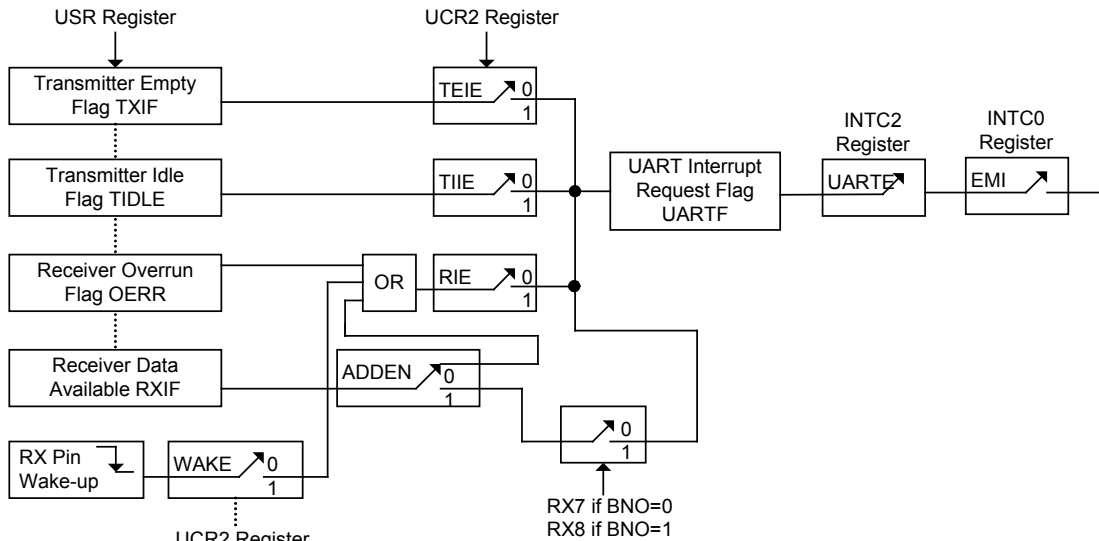 USR Register
UCR2 Register
Transmitter Empty
Flag TXIF
TEIE
0
1
INTC2
Register
INTC0
Register
Transmitter Idle
Flag TIDLE
TIIE
0
1
UART Interrupt
Request Flag
UARTF
UARTE
EMI
Receiver Overrun
Flag OERR
OR
RIE
0
1
Receiver Data
Available RXIF
ADDEN
0
1
0
1
RX Pin
Wake-up
WAKE
0
1
RX7 if BNO=0
RX8 if BNO=1
UCR2 Register